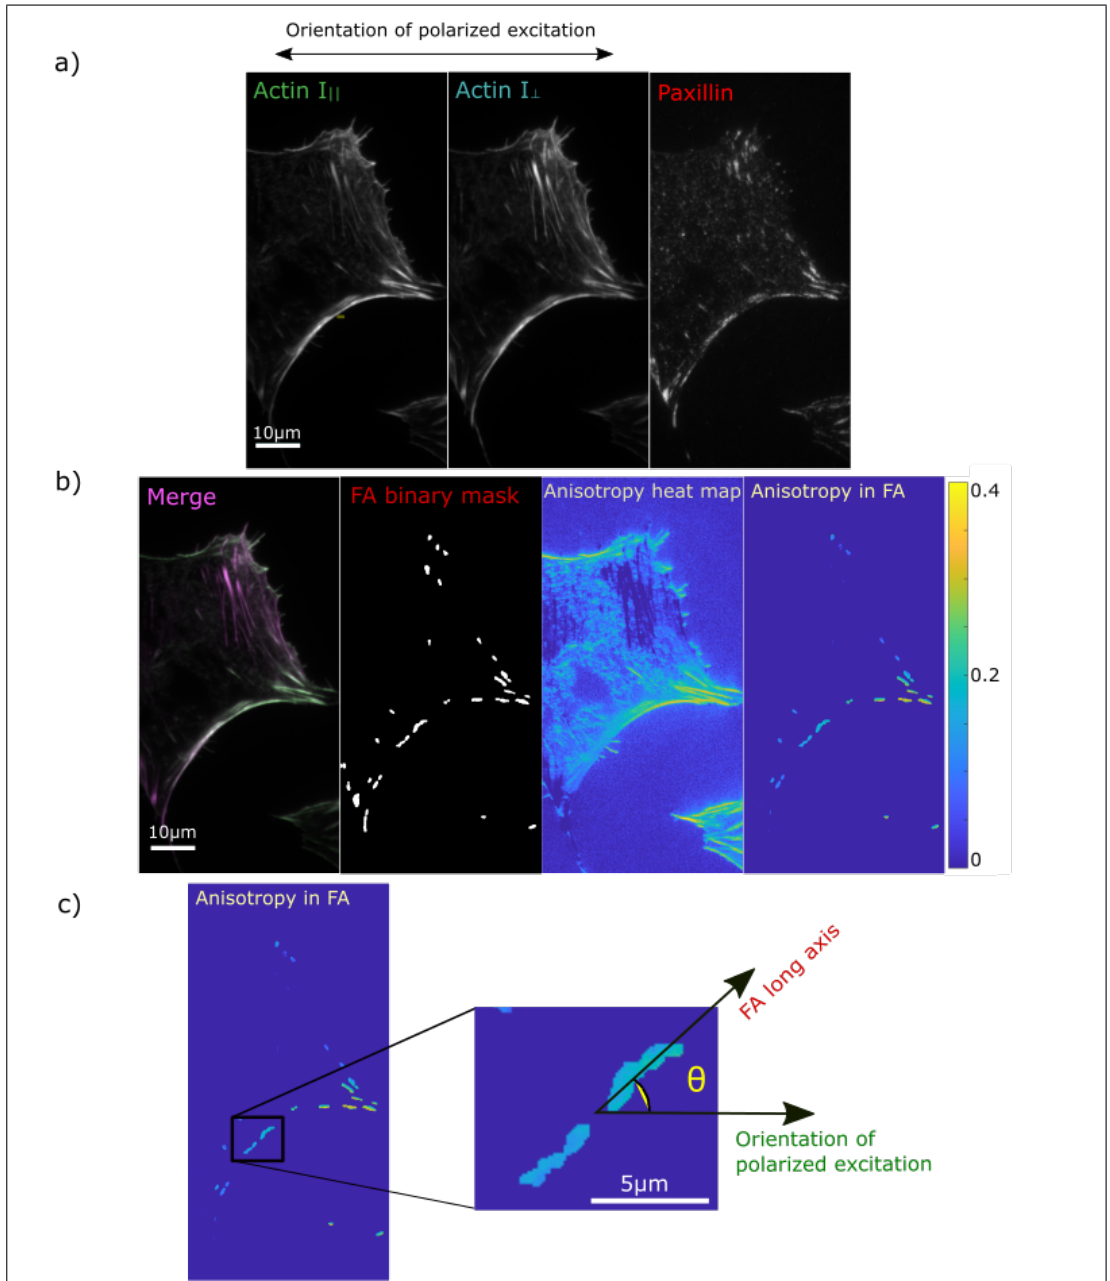 Orientation of polarized excitation
a)
Actin I||
Actin I⊥
Paxillin
10µm
b)
Merge
FA binary mask
Anisotropy heat map
Anisotropy in FA
0.4
0.2
0
10µm
c)
Anisotropy in FA
FA long axis
θ
Orientation of
polarized excitation
5µm